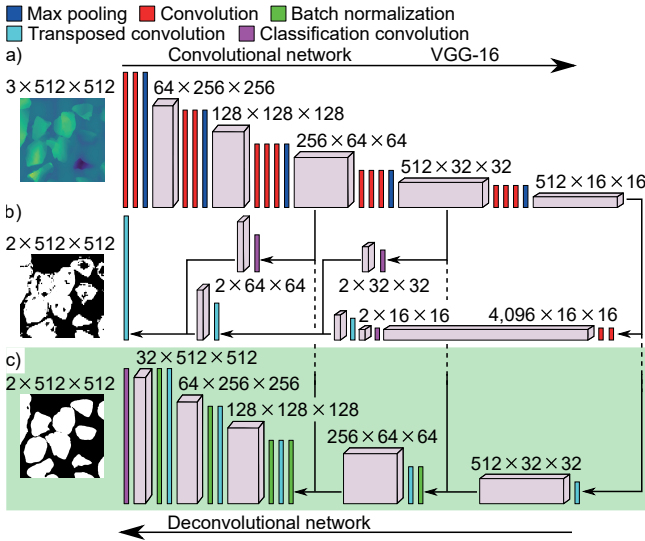 Max pooling Convolution Batch normalization
Transposed convolution Classification convolution
a) Convolutional network VGG-16
3×512×512 64×256×256
128×128×128
256×64×64
512×32×32
512×16×16
b)
2×512×512
2×64×64 2×32×32
2×16×16 4,096×16×16
c) 32×512×512
2×512×512 64×256×256
128×128×128
256×64×64
512×32×32
Deconvolutional network